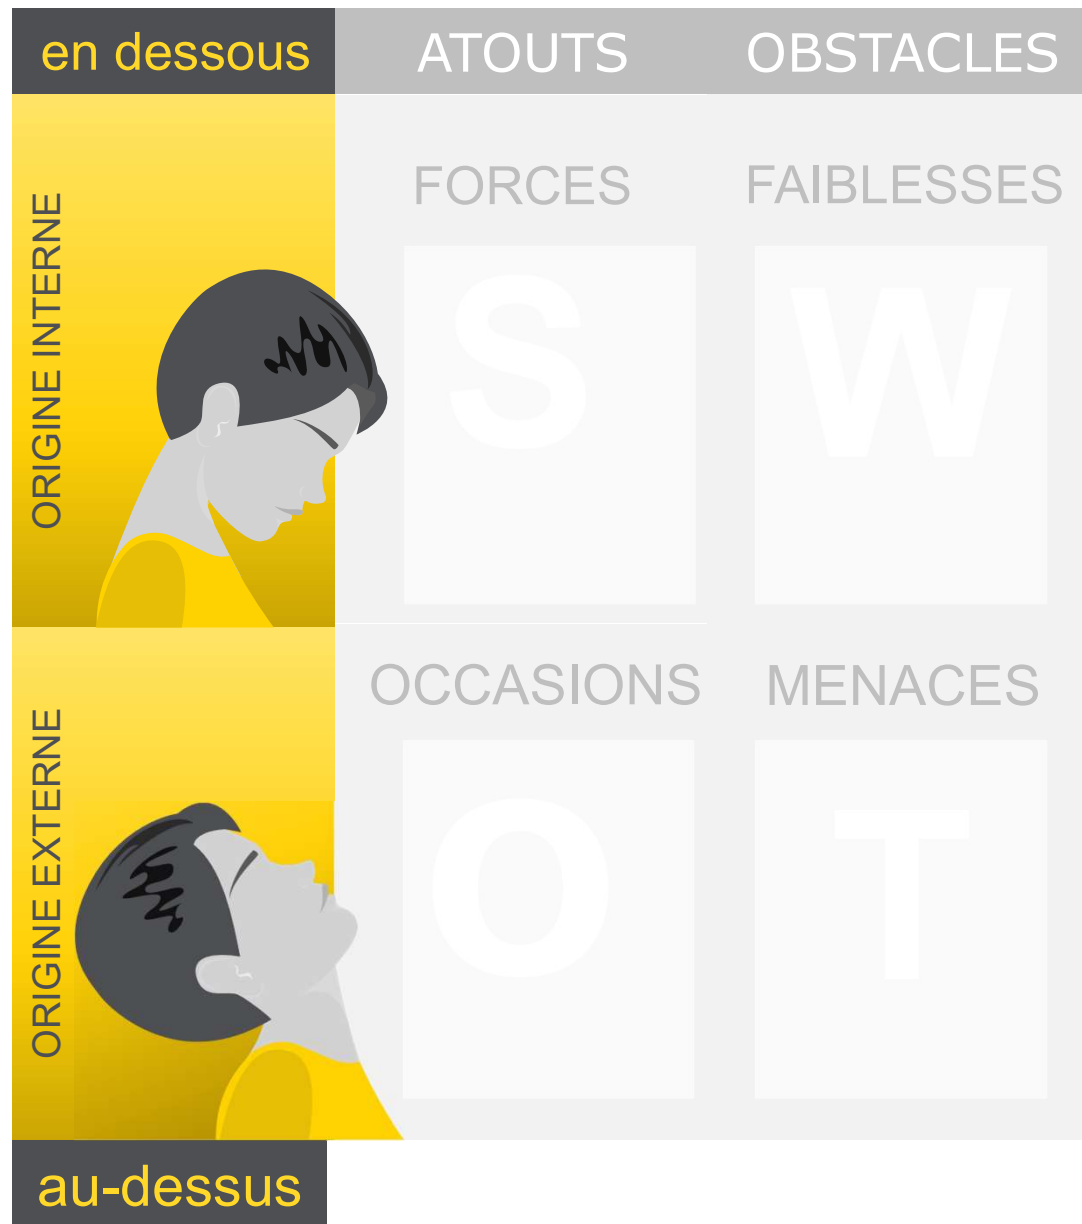 en dessous
ATOUTS
OBSTACLES
ORIGINE INTERNE
FORCES
FAIBLESSES
S
W
ORIGINE EXTERNE
OCCASIONS
MENACES
O
T
au-dessus